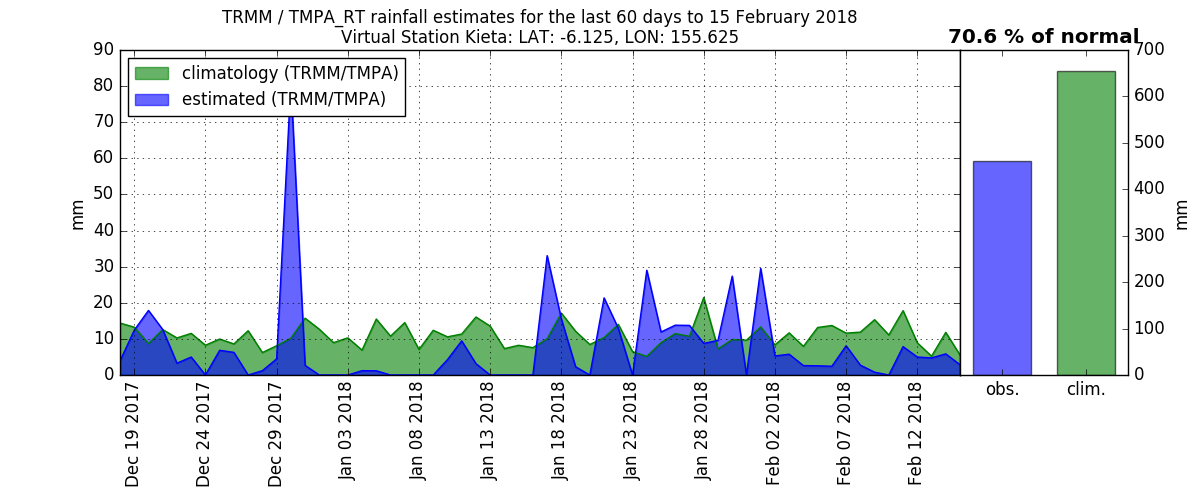 TRMM / TMPA_RT rainfall estimates for the last 60 days to 15 February 2018
Virtual Station Kieta: LAT: -6.125, LON: 155.625
70.6 % of normal
climatology (TRMM/TMPA)
estimated (TRMM/TMPA)
90
80
70
60
50
40
30
20
10
0
mm
Dec 19 2017
Dec 24 2017
Dec 29 2017
Jan 03 2018
Jan 08 2018
Jan 13 2018
Jan 18 2018
Jan 23 2018
Jan 28 2018
Feb 02 2018
Feb 07 2018
Feb 12 2018
obs.
clim.
700
600
500
400
300
200
100
0
mm